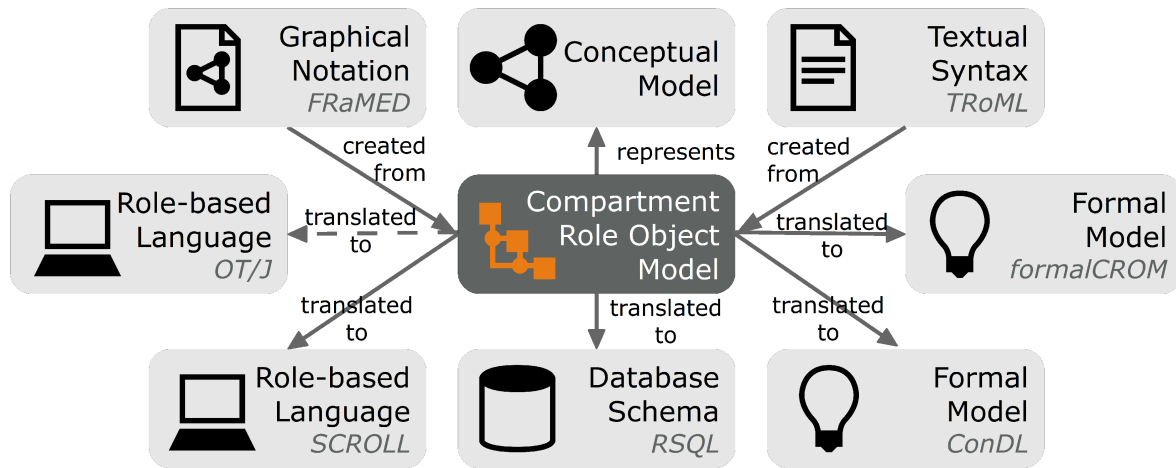 Graphical
Notation
FRaMED
Conceptual
Model
Textual
Syntax
TRoML
created
from
represents
created
from
Role-based
Language
OT/J
translated
to
Compartment
Role Object
Model
translated
to
Formal
Model
formalCROM
translated
to
translated
to
translated
to
Role-based
Language
SCROLL
Database
Schema
RSQL
Formal
Model
ConDL